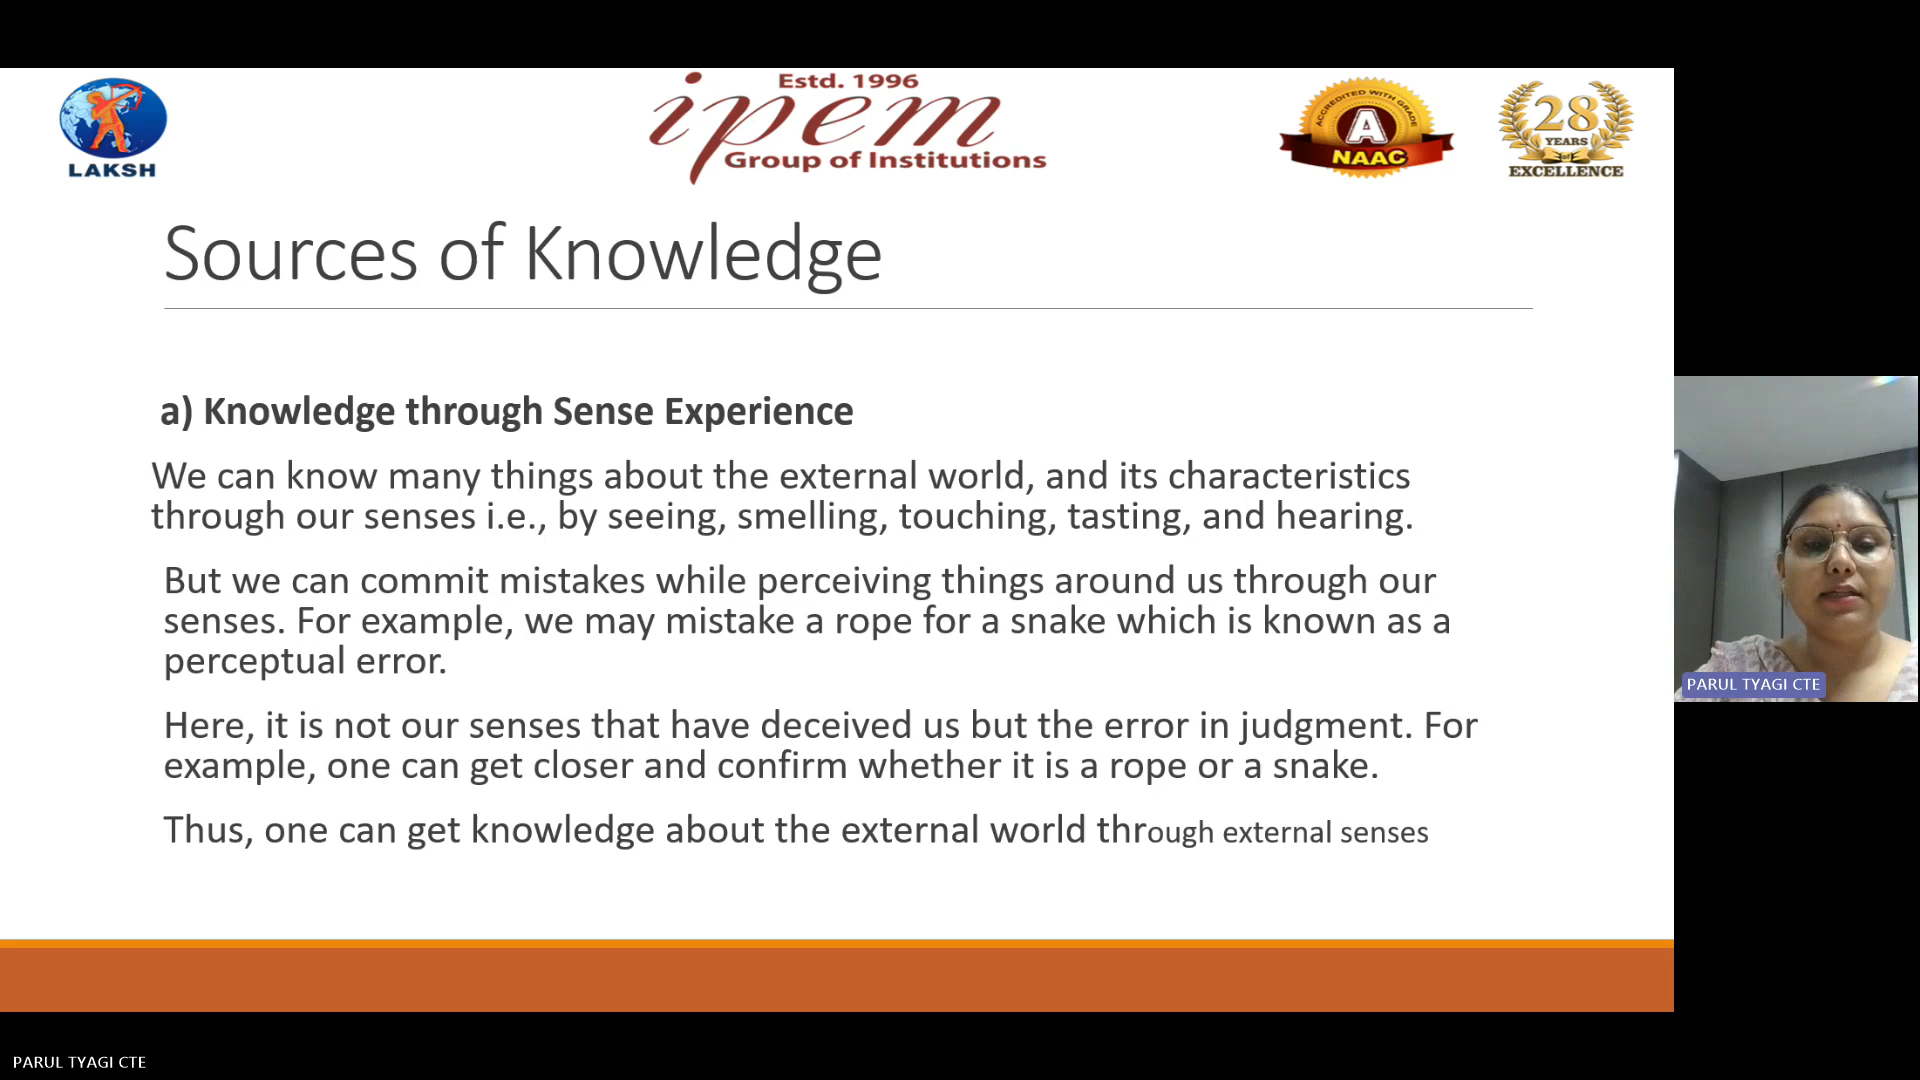 LAKSH
Estd. 1996
ipem
Group of Institutions
ACCREDITED WITH GRADE
A
NAAC
28
YEARS
of
EXCELLENCE
Sources of Knowledge
a) Knowledge through Sense Experience
We can know many things about the external world, and its characteristics
through our senses i.e., by seeing, smelling, touching, tasting, and hearing.
But we can commit mistakes while perceiving things around us through our
senses. For example, we may mistake a rope for a snake which is known as a
perceptual error.
Here, it is not our senses that have deceived us but the error in judgment. For
example, one can get closer and confirm whether it is a rope or a snake.
Thus, one can get knowledge about the external world through external senses
PARUL TYAGI CTE
PARUL TYAGI CTE